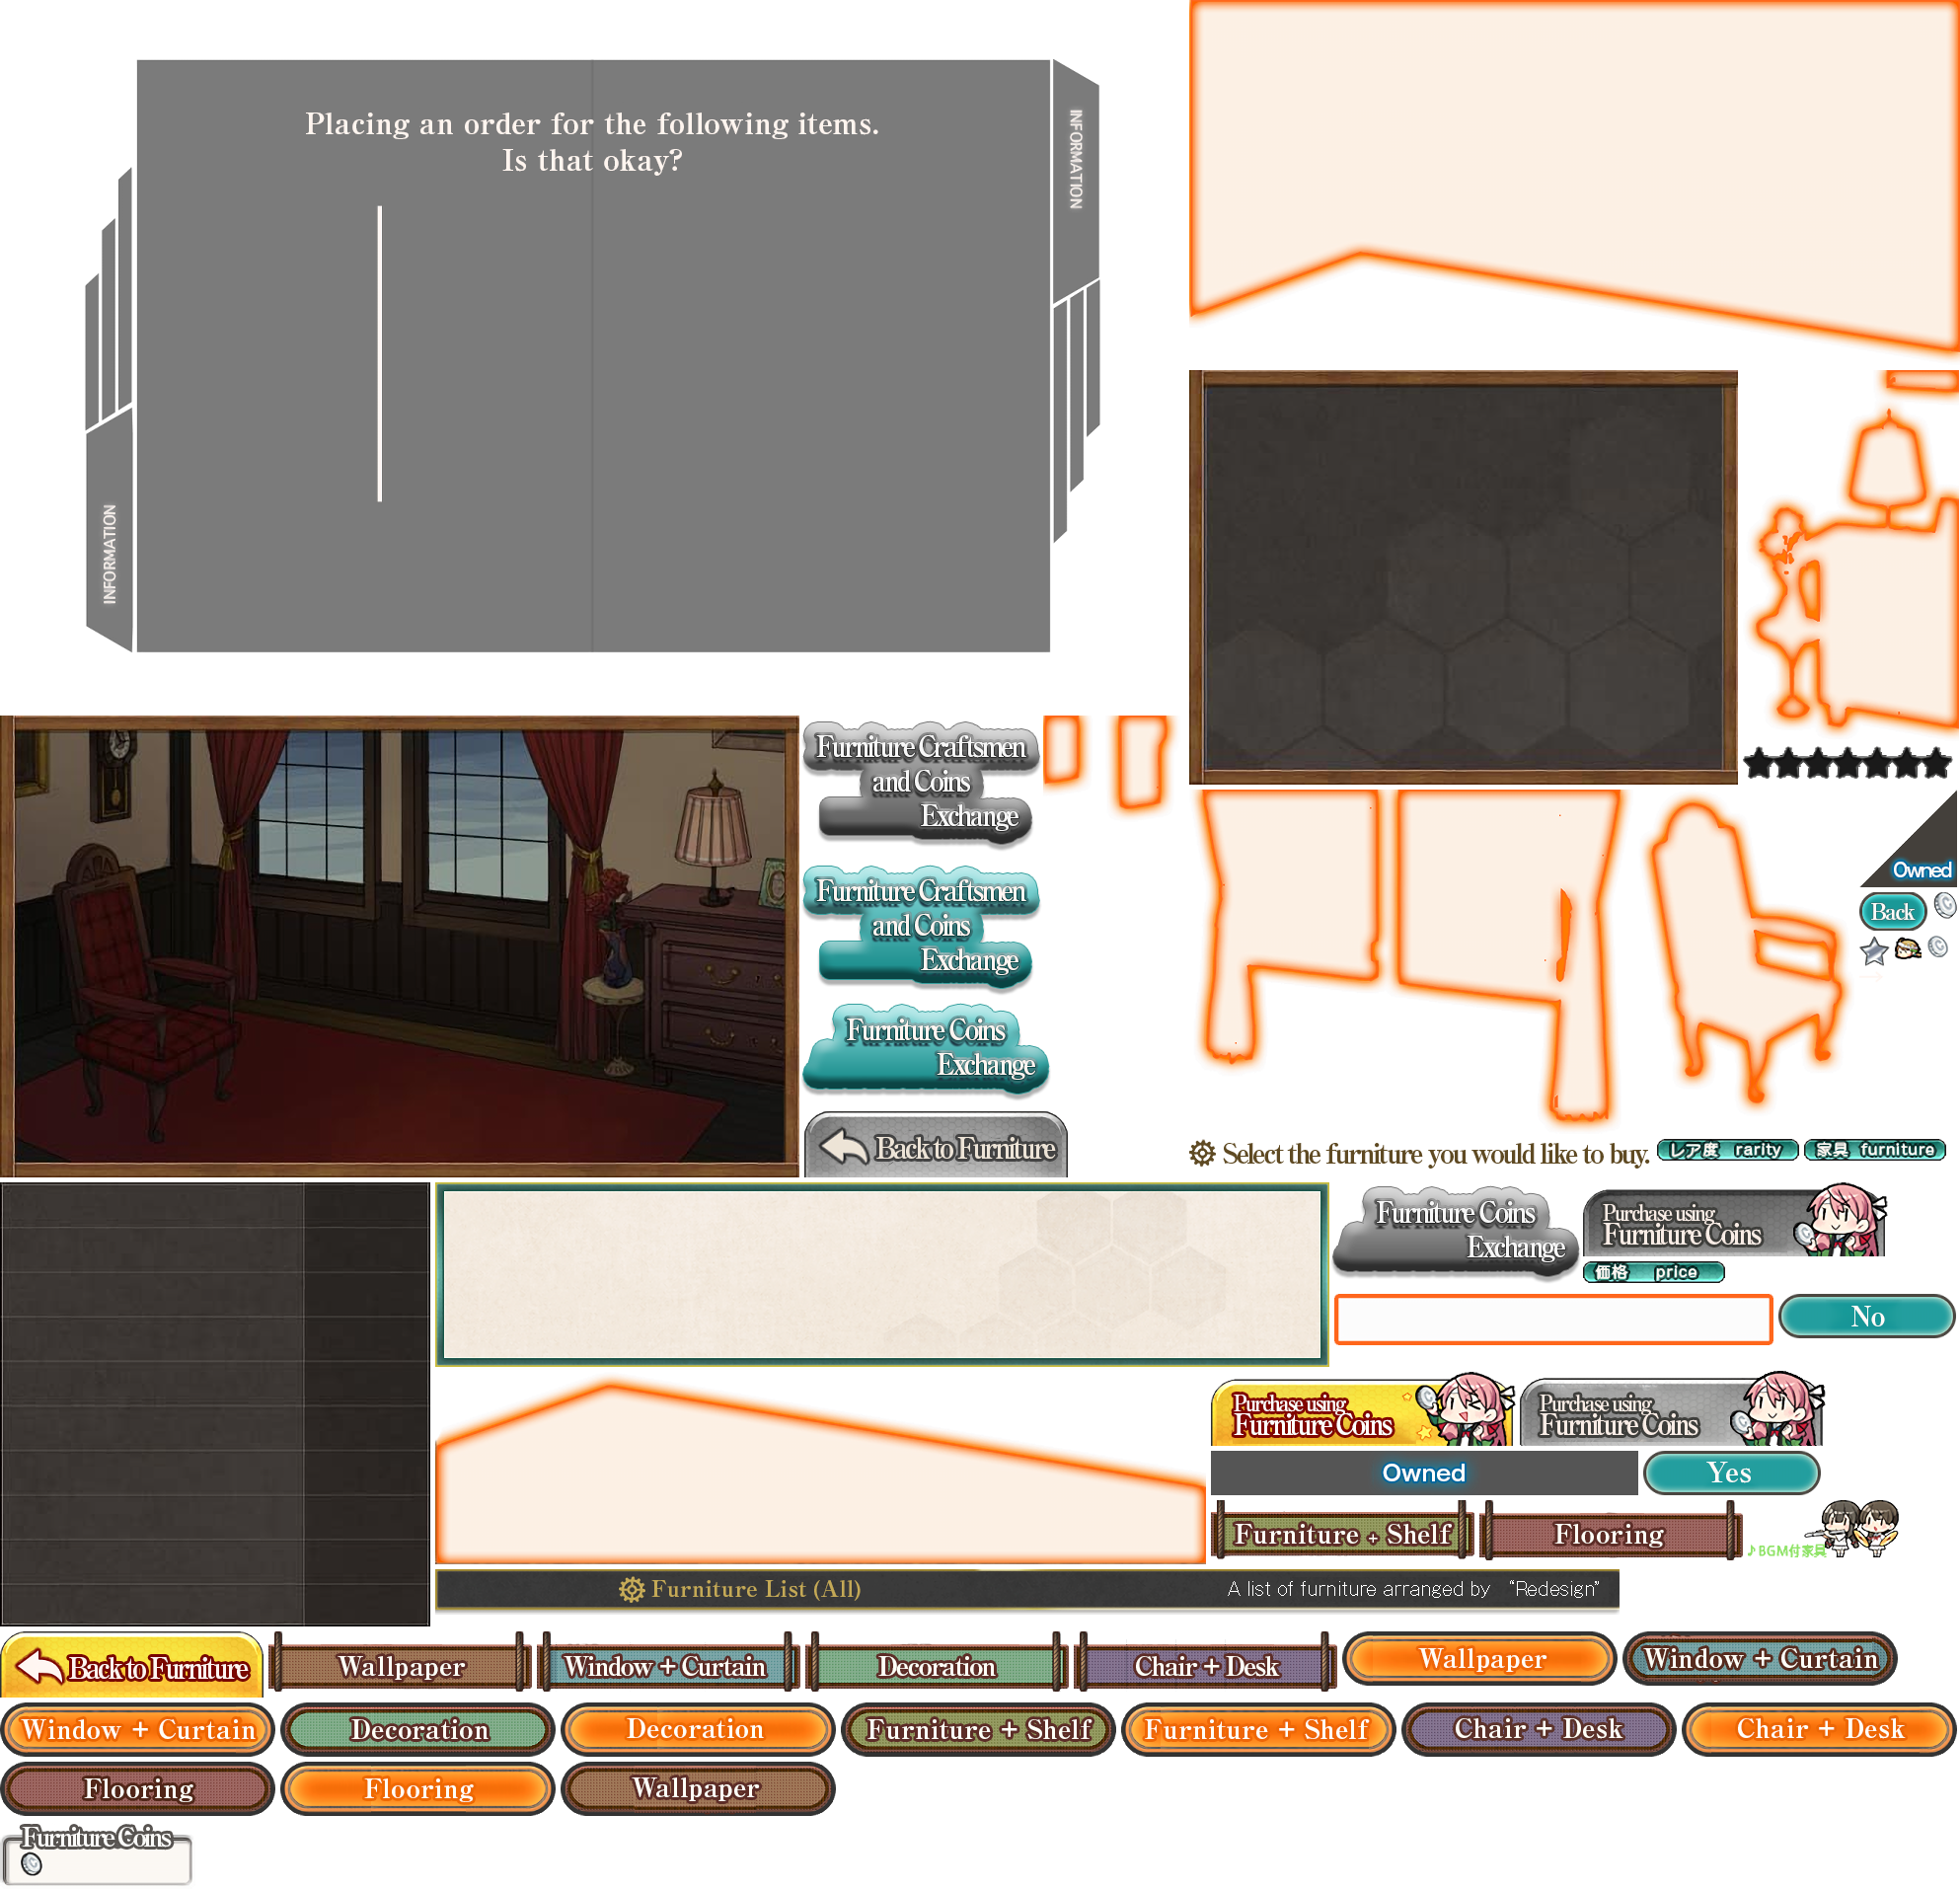 Placing an order for the following items.
Is that okay?
INFORMATION
INFORMATION
Furniture Craftsmen
and Coins
Exchange
Furniture Craftsmen
and Coins
Exchange
Furniture Coins
Exchange
Back to Furniture
Owned
Back
Select the furniture you would like to buy.
レア度 rarity
家具 furniture
Furniture Coins
Exchange
Purchase using
Furniture Coins
価格 price
No
Purchase using
Furniture Coins
Purchase using
Furniture Coins
Owned
Yes
Furniture + Shelf
Flooring
♪BGM付家具
Furniture List (All)
A list of furniture arranged by “Redesign”
Back to Furniture
Wallpaper
Window + Curtain
Decoration
Chair + Desk
Wallpaper
Window + Curtain
Window + Curtain
Decoration
Decoration
Furniture + Shelf
Furniture + Shelf
Chair + Desk
Chair + Desk
Flooring
Flooring
Wallpaper
Furniture Coins